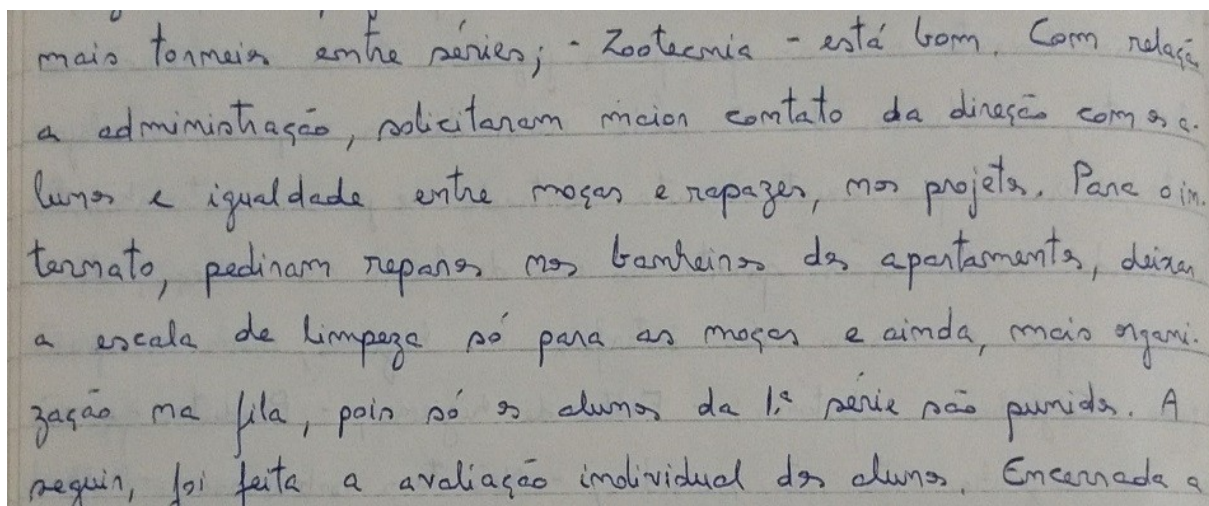 mais torneios entre séries; - Zootecnia - está bom. Com relaçã
a administração, solicitaram maior contato da direção com os a-
lunos e igualdade entre moças e rapazes, nos projetos. Para o in-
ternato, pediram reparos nos banheiros dos apartamentos, deixar
a escala de limpeza só para as moças e ainda, mais organi-
zação na fila, pois só os alunos da 1.ª série são punidos. A
seguir, foi feita a avaliação individual dos alunos. Encerrada a